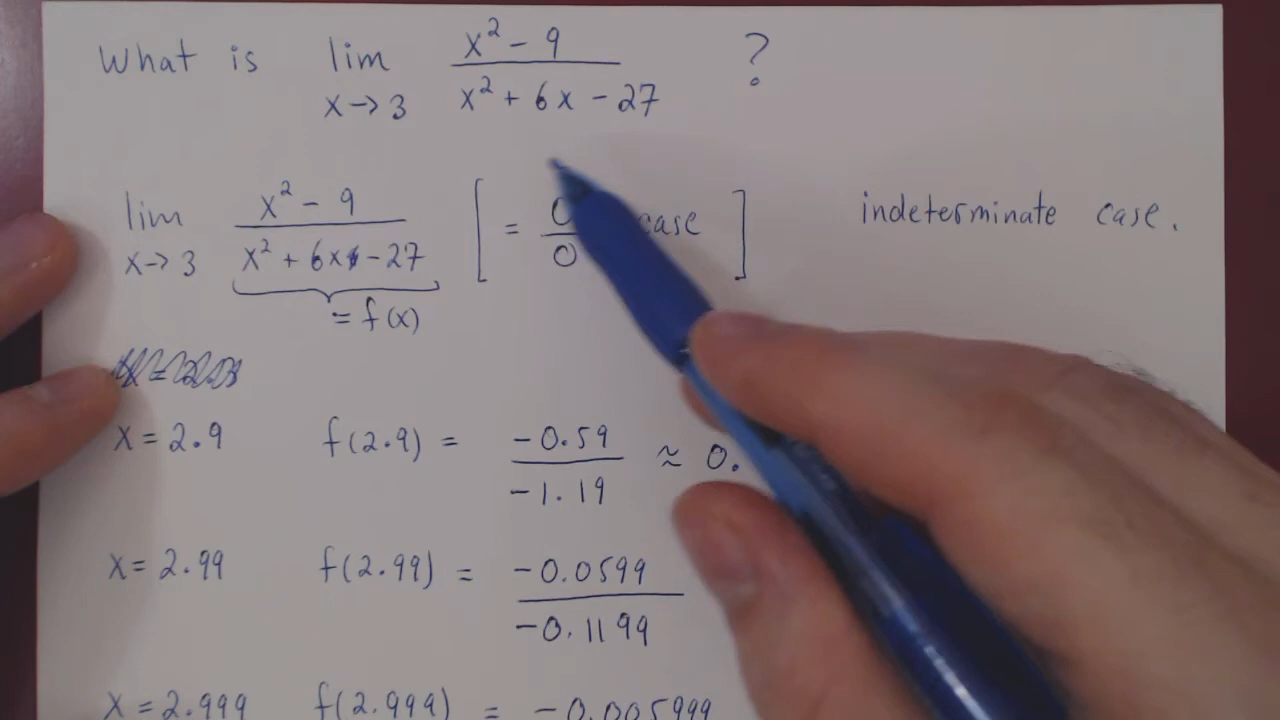 What is lim x→3 (x² - 9)/(x² + 6x - 27) ?
lim x→3 (x² - 9)/(x² + 6x - 27) [ = 0/0 case ] indeterminate case.
= f(x)
x = 2.9 f(2.9) = -0.59/-1.19 ≈ 0.
x = 2.99 f(2.99) = -0.0599/-0.1199
x = 2.999 f(2.999) = -0.005999